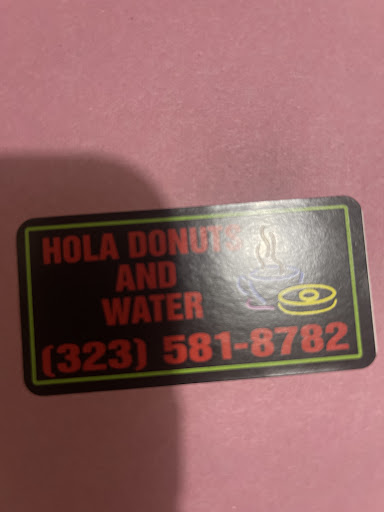 HOLA DONUTS
AND
WATER
(323) 581-8782